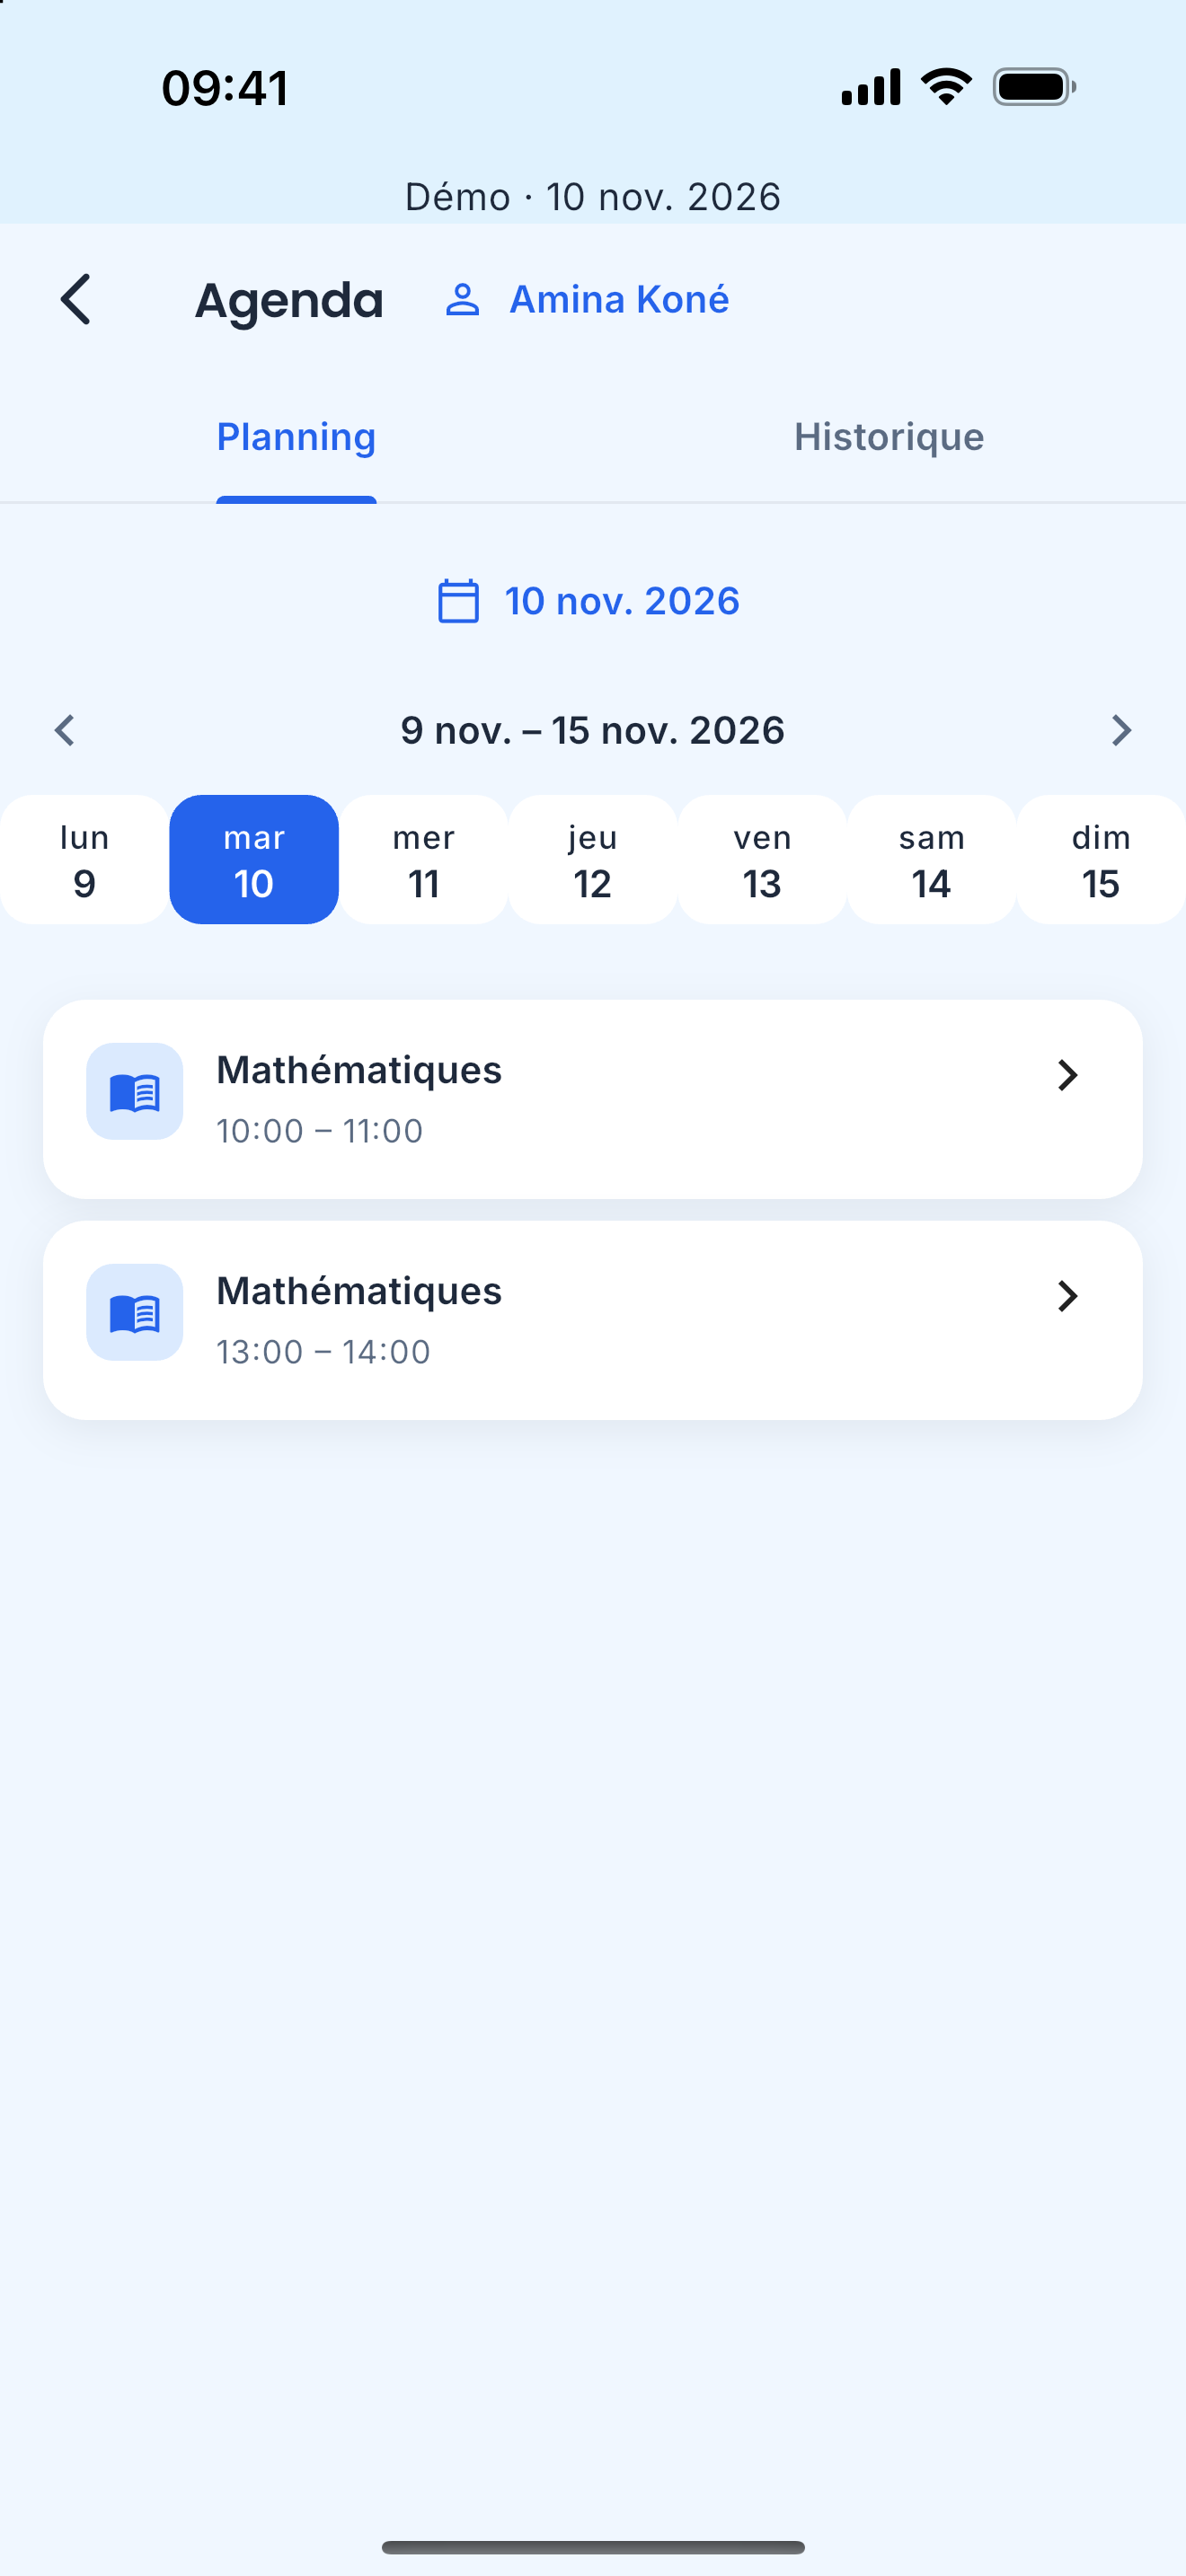 09:41
Démo · 10 nov. 2026
Agenda Amina Koné
Planning Historique
10 nov. 2026
9 nov. – 15 nov. 2026
lun mar mer jeu ven sam dim
9 10 11 12 13 14 15
Mathématiques
10:00 – 11:00
Mathématiques
13:00 – 14:00